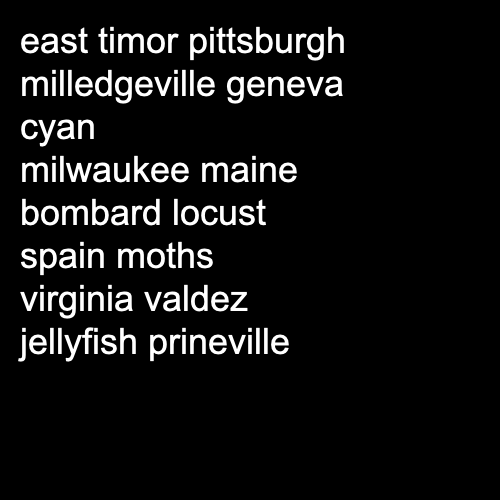 east timor pittsburgh
milledgeville geneva
cyan
milwaukee maine
bombard locust
spain moths
virginia valdez
jellyfish prineville